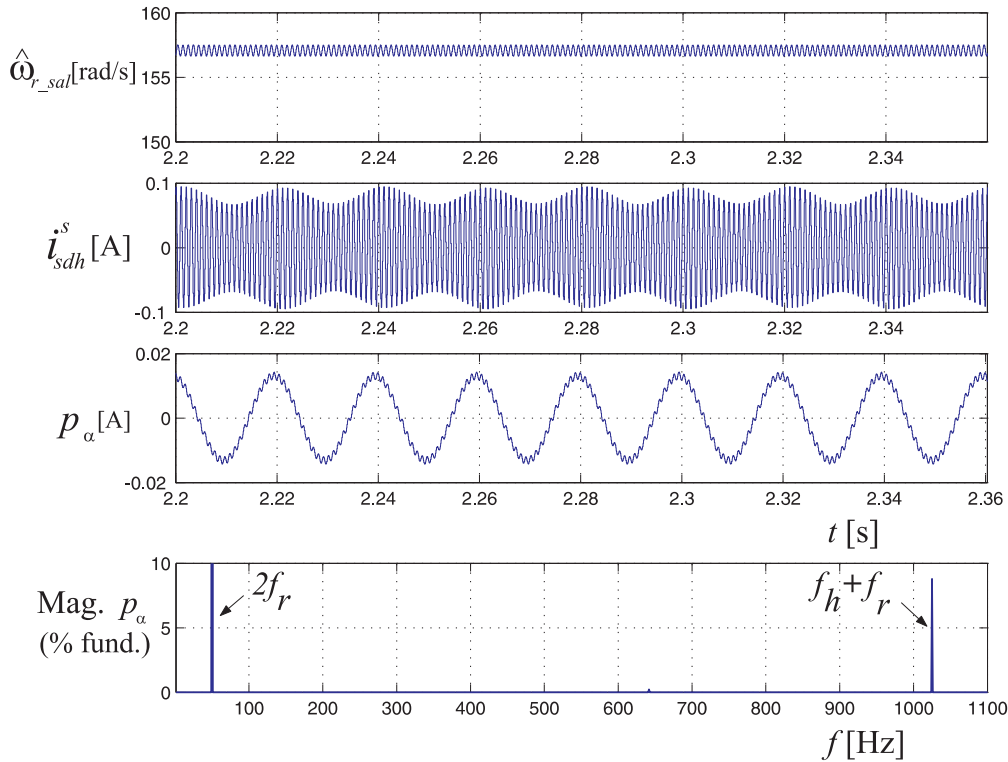 160
155
150
ω̂r_sal[rad/s]
2.2 2.22 2.24 2.26 2.28 2.3 2.32 2.34
0.1
0
-0.1
i^s_sdh [A]
2.2 2.22 2.24 2.26 2.28 2.3 2.32 2.34
0.02
0
-0.02
pα [A]
2.2 2.22 2.24 2.26 2.28 2.3 2.32 2.34 2.36
t [s]
10
5
0
Mag. pα
(% fund.)
2fr
fh+fr
100 200 300 400 500 600 700 800 900 1000 1100
f [Hz]